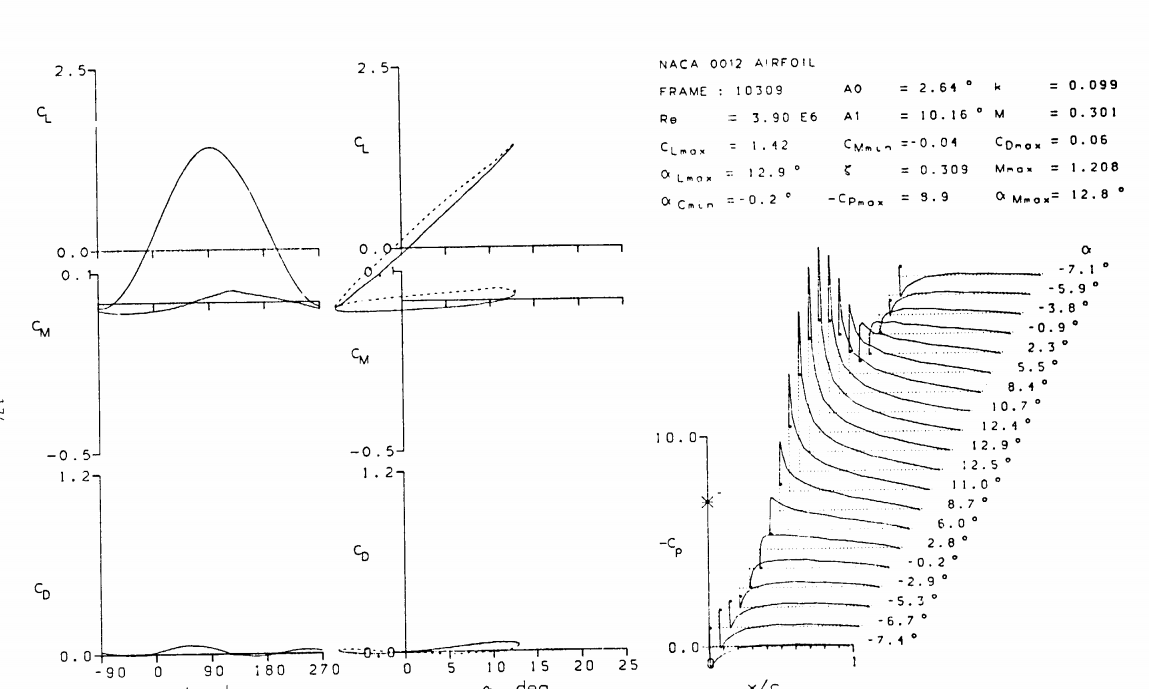 NACA 0012 AIRFOIL
FRAME : 10309 A0 = 2.64 ° k = 0.099
Re = 3.90 E6 A1 = 10.16 ° M = 0.301
CLmax = 1.42 CMmin =-0.04 CDmax = 0.06
αLmax = 12.9 ° ζ = 0.309 Mmax = 1.208
αCmin =-0.2 ° -CPmax = 9.9 αMmax= 12.8 °
2.5
CL
0.0
0.1
CM
-0.5
1.2
CD
0.0
-90 0 90 180 270
2.5
CL
0.0
0.1
CM
-0.5
1.2
CD
0.0
0 5 10 15 20 25
deg
α
-7.1 °
-5.9 °
-3.8 °
-0.9 °
2.3 °
5.5 °
8.4 °
10.7 °
12.4 °
12.9 °
12.5 °
11.0 °
8.7 °
6.0 °
2.8 °
-0.2 °
-2.9 °
-5.3 °
-6.7 °
-7.4 °
10.0
-Cp
0.0
1
x/c